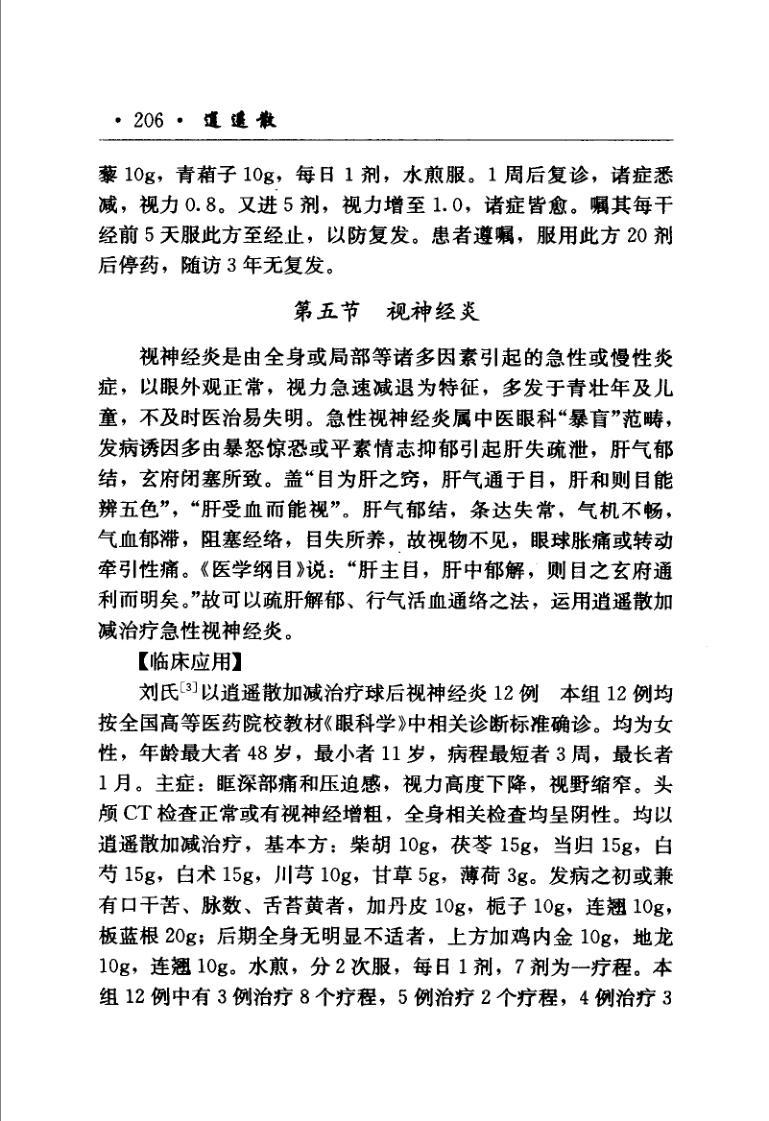 · 206 · 逍遥散
藜 10g，青葙子 10g，每日 1 剂，水煎服。1 周后复诊，诸症悉
减，视力 0.8。又进 5 剂，视力增至 1.0，诸症皆愈。嘱其每干
经前 5 天服此方至经止，以防复发。患者遵嘱，服用此方 20 剂
后停药，随访 3 年无复发。
第五节　视神经炎
视神经炎是由全身或局部等诸多因素引起的急性或慢性炎
症，以眼外观正常，视力急速减退为特征，多发于青壮年及儿
童，不及时医治易失明。急性视神经炎属中医眼科“暴盲”范畴，
发病诱因多由暴怒惊恐或平素情志抑郁引起肝失疏泄，肝气郁
结，玄府闭塞所致。盖“目为肝之窍，肝气通于目，肝和则目能
辨五色”，“肝受血而能视”。肝气郁结，条达失常，气机不畅，
气血郁滞，阻塞经络，目失所养，故视物不见，眼球胀痛或转动
牵引性痛。《医学纲目》说：“肝主目，肝中郁解，则目之玄府通
利而明矣。”故可以疏肝解郁、行气活血通络之法，运用逍遥散加
减治疗急性视神经炎。
【临床应用】
刘氏[3]以逍遥散加减治疗球后视神经炎 12 例　本组 12 例均
按全国高等医药院校教材《眼科学》中相关诊断标准确诊。均为女
性，年龄最大者 48 岁，最小者 11 岁，病程最短者 3 周，最长者
1 月。主症：眶深部痛和压迫感，视力高度下降，视野缩窄。头
颅 CT 检查正常或有视神经增粗，全身相关检查均呈阴性。均以
逍遥散加减治疗，基本方：柴胡 10g，茯苓 15g，当归 15g，白
芍 15g，白术 15g，川芎 10g，甘草 5g，薄荷 3g。发病之初或兼
有口干苦、脉数、舌苔黄者，加丹皮 10g，栀子 10g，连翘 10g，
板蓝根 20g；后期全身无明显不适者，上方加鸡内金 10g，地龙
10g，连翘 10g。水煎，分 2 次服，每日 1 剂，7 剂为一疗程。本
组 12 例中有 3 例治疗 8 个疗程，5 例治疗 2 个疗程，4 例治疗 3